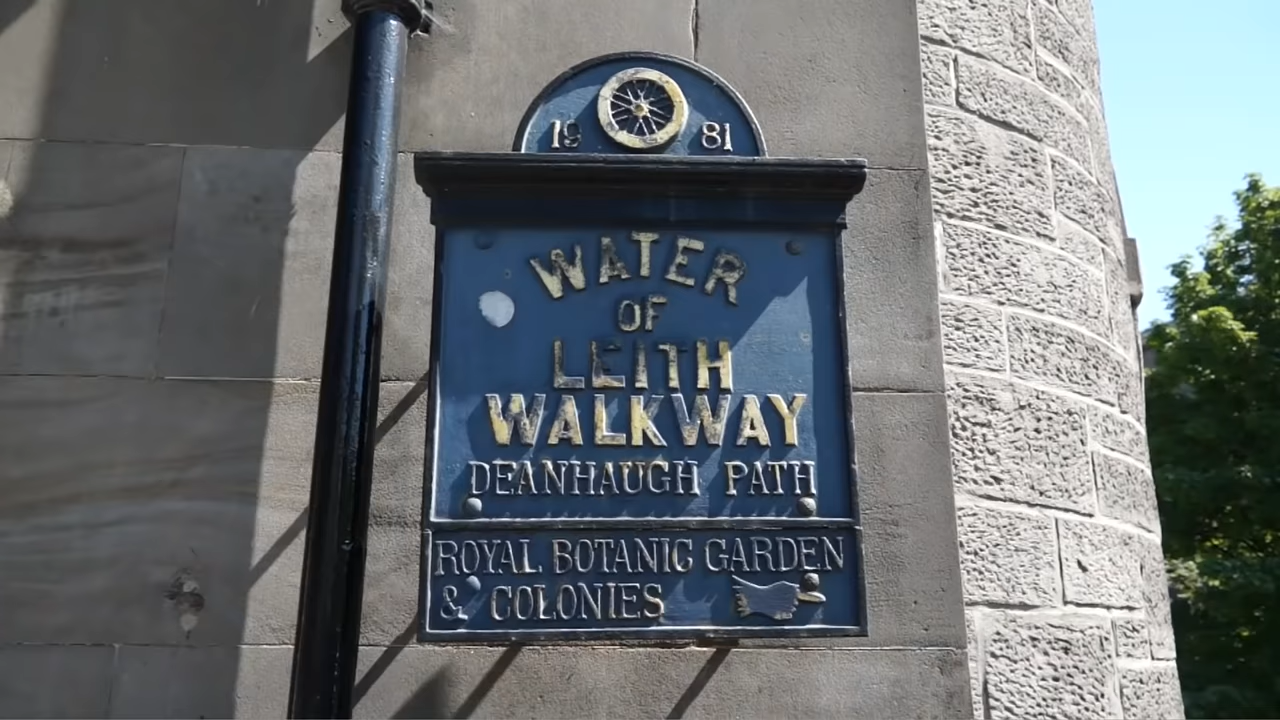 19 81
WATER
OF
LEITH
WALKWAY
DEANHAUGH PATH
ROYAL BOTANIC GARDEN
& COLONIES